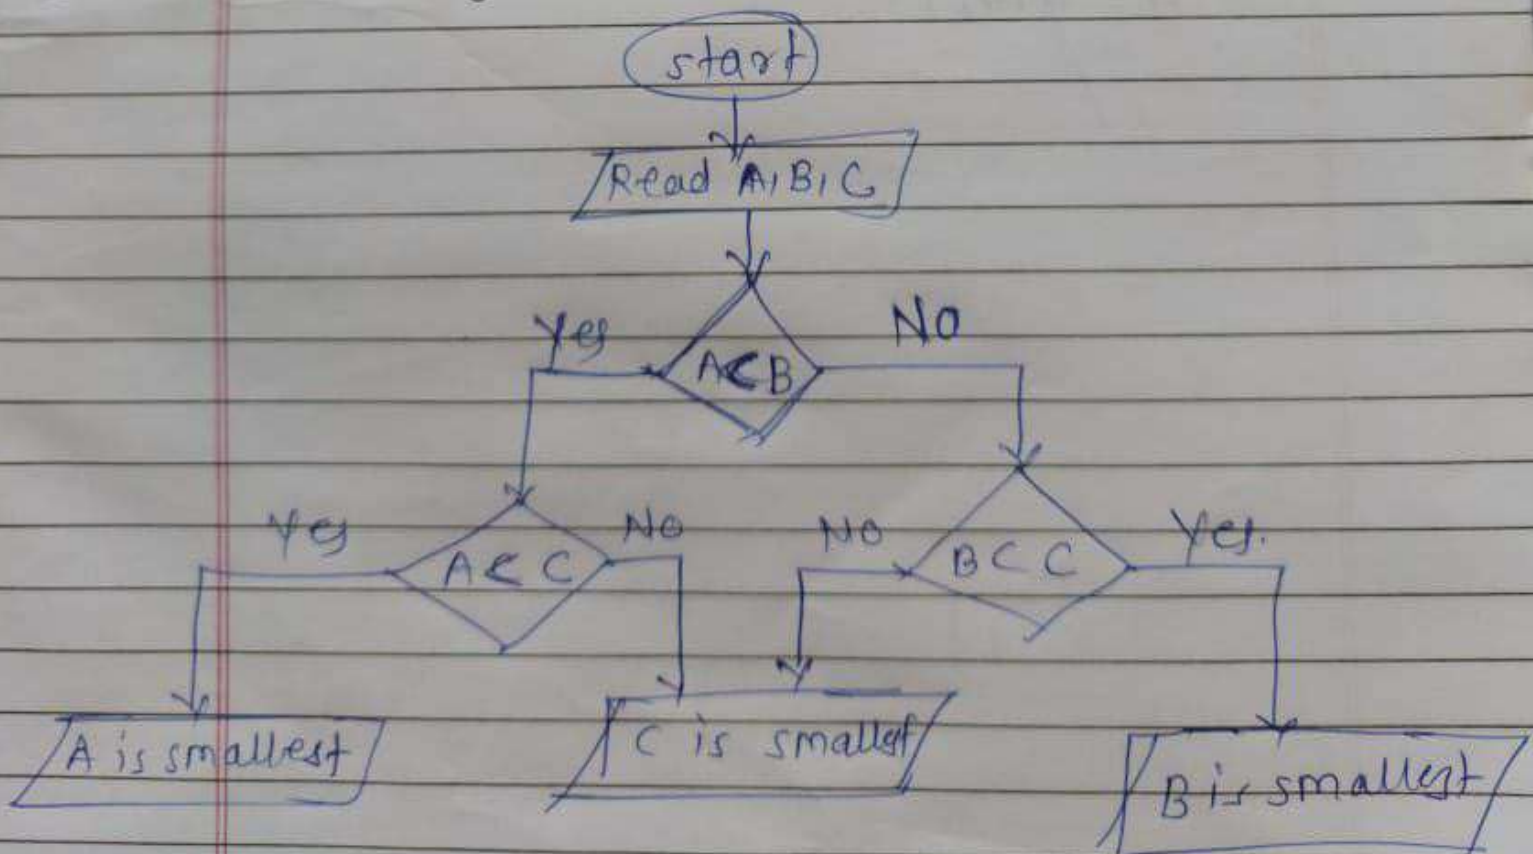 start
Read A, B, C
Yes
No
A<B
Yes
No
No
Yes.
A < C
B < C
A is smallest
C is smallest
B is smallest